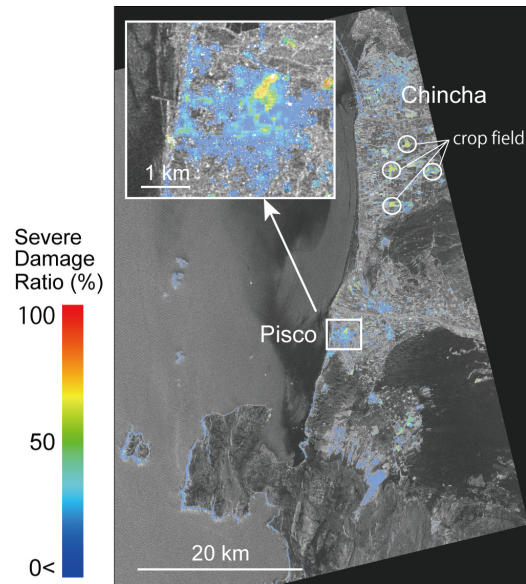 1 km
Chincha
crop field
Severe
Damage
Ratio (%)
100
50
0<
Pisco
20 km